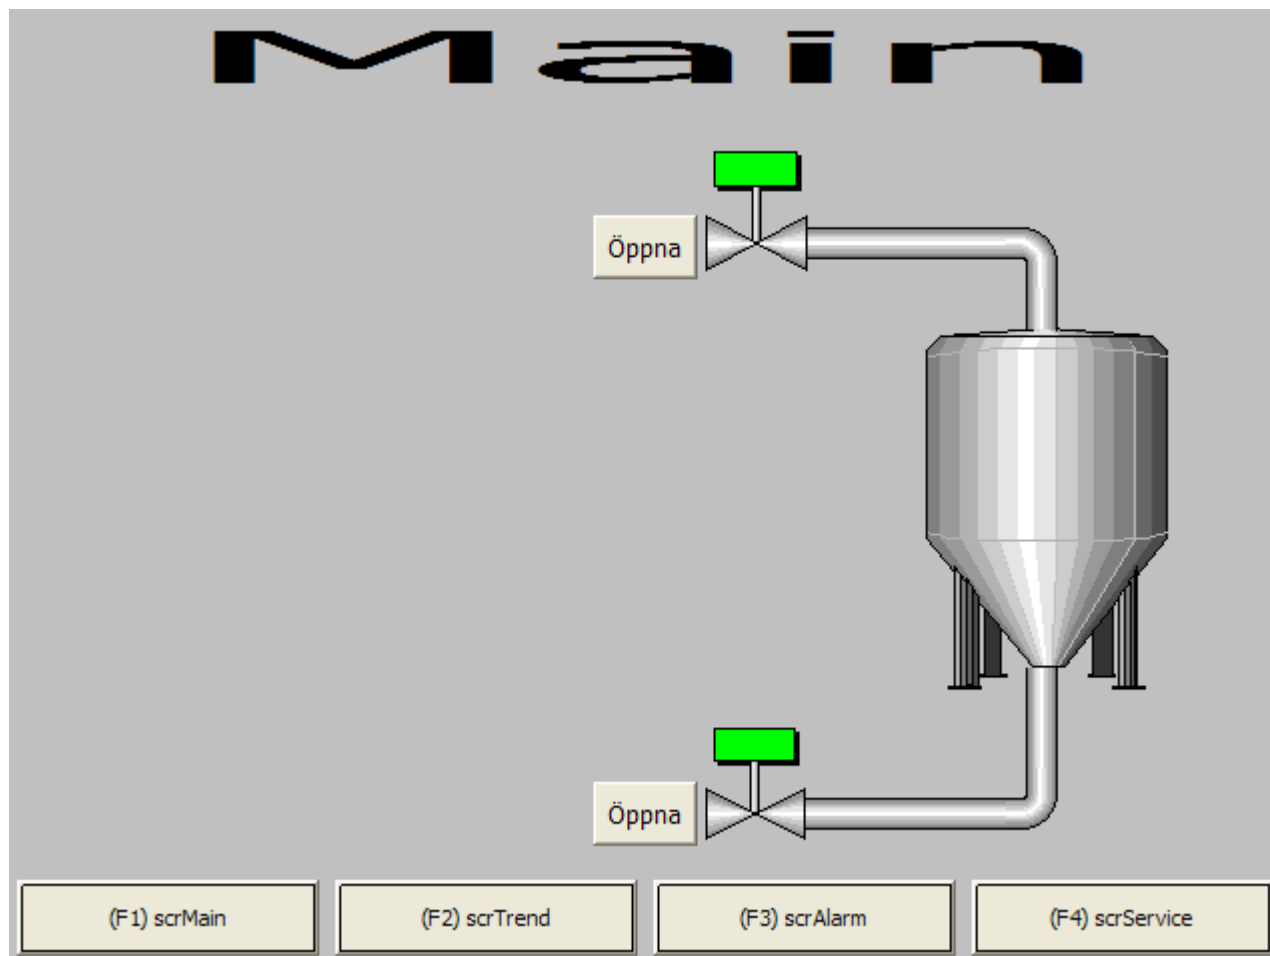 Main
Öppna
Öppna
(F1) scrMain
(F2) scrTrend
(F3) scrAlarm
(F4) scrService